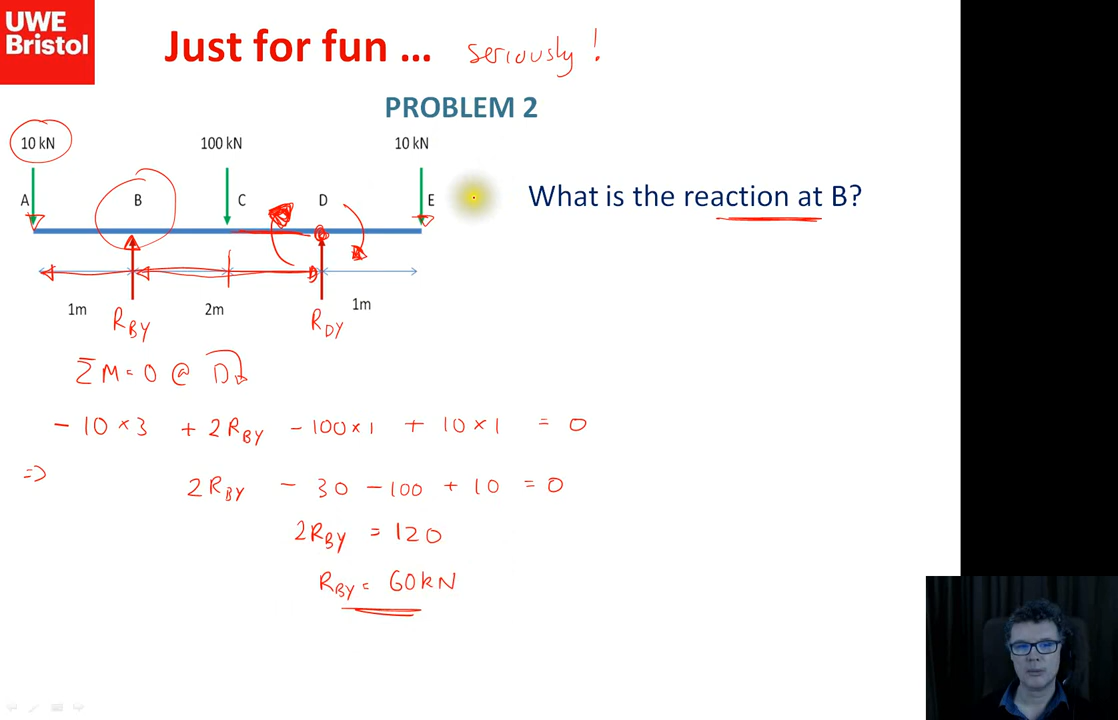 UWE
Bristol
Just for fun ... seriously!
PROBLEM 2
10 kN 100 kN 10 kN
A B C D E
What is the reaction at B?
1m 2m 1m
RBY RDY
ΣM=0 @ D
- 10×3 + 2RBY - 100×1 + 10×1 = 0
⇒ 2RBY - 30 - 100 + 10 = 0
2RBY = 120
RBY = 60kN